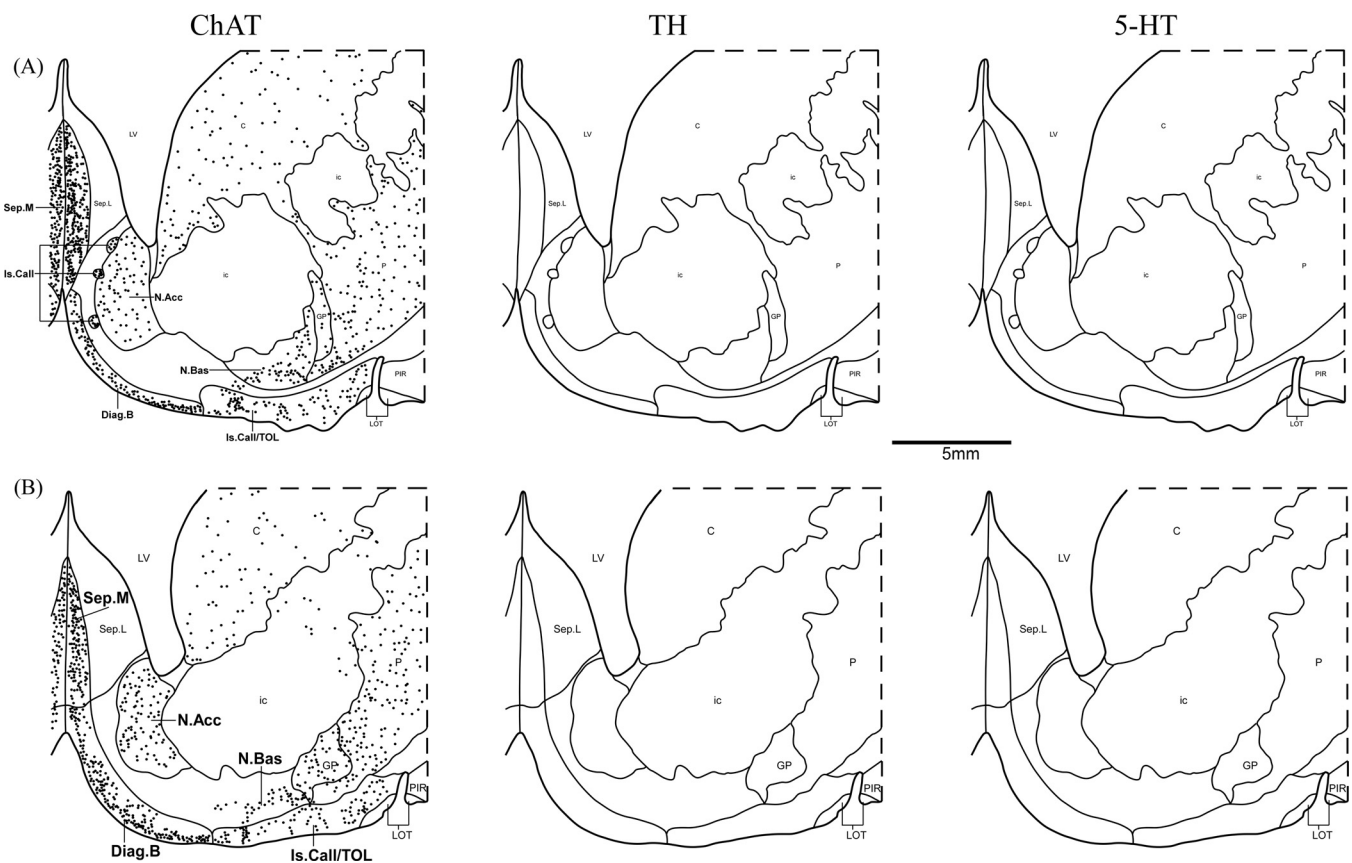 ChAT TH 5-HT
(A)
LV C
Sep.M Sep.L ic
Is.Call ic P
N.Acc
GP
N.Bas PIR
Diag.B
Is.Call/TOL LOT
LV C
Sep.L ic
ic P
GP
PIR
LOT
LV C
Sep.L ic
ic P
GP
PIR
LOT
5mm
(B)
LV C
Sep.M
Sep.L
P
N.Acc ic
N.Bas
GP
PIR
LOT
Diag.B Is.Call/TOL
LV C
Sep.L
P
ic
GP
PIR
LOT
LV C
Sep.L
P
ic
GP
PIR
LOT